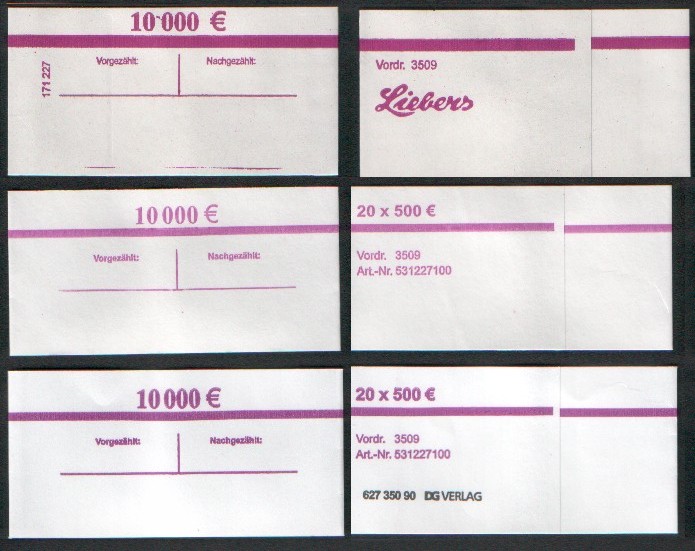 10 000 €
Vorgezählt: Nachgezählt:
171 227
Vordr. 3509
Liebers
10 000 €
Vorgezählt: Nachgezählt:
20 x 500 €
Vordr. 3509
Art.-Nr. 531227100
10 000 €
Vorgezählt: Nachgezählt:
20 x 500 €
Vordr. 3509
Art.-Nr. 531227100
627 350 90 DG VERLAG